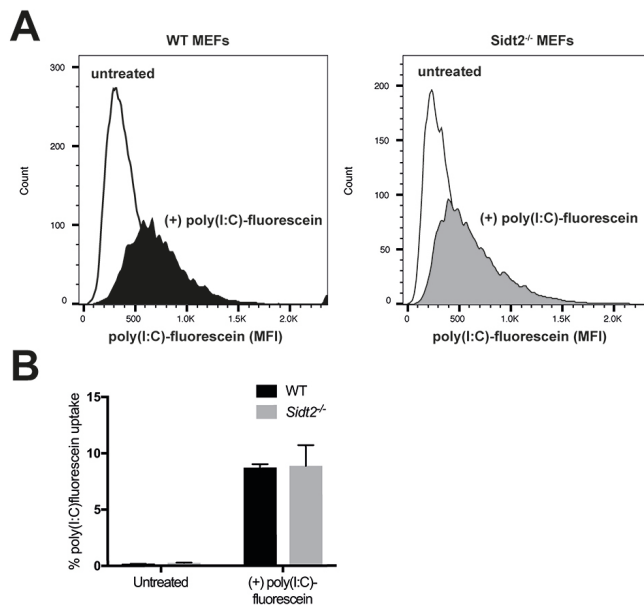 A
WT MEFs
Sidt2-/- MEFs
untreated
(+) poly(I:C)-fluorescein
Count
300
200
100
0
0
500
1.0K
1.5K
2.0K
poly(I:C)-fluorescein (MFI)
untreated
(+) poly(I:C)-fluorescein
Count
200
150
100
50
0
0
500
1.0K
1.5K
2.0K
poly(I:C)-fluorescein (MFI)
B
WT
Sidt2-/-
% poly(I:C)fluorescein uptake
15
10
5
0
Untreated
(+) poly(I:C)-
fluorescein